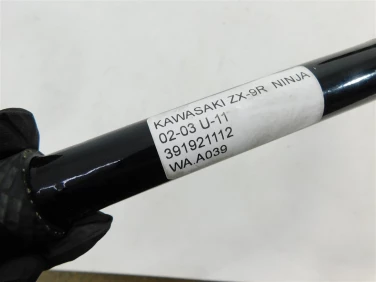 KAWASAKI ZX-9R NINJA
02-03 U-11
391921112
WA.A039